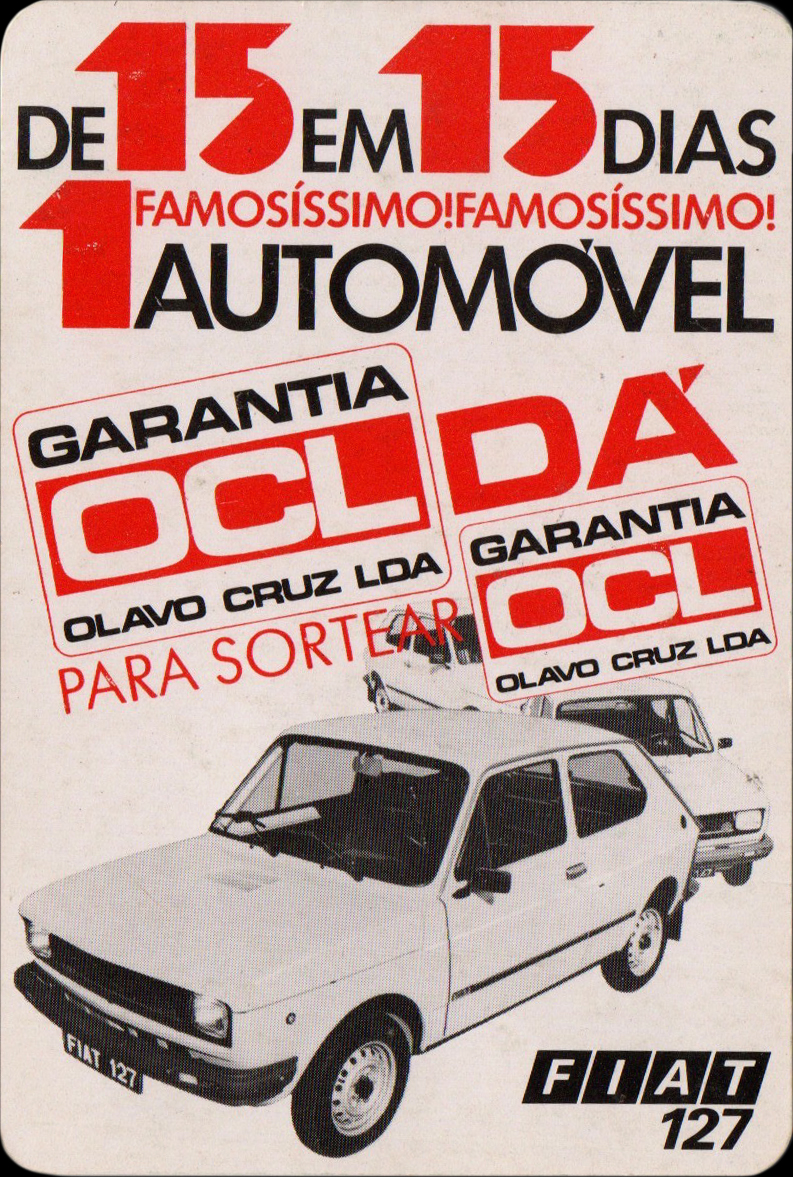 DE 15 EM 15 DIAS
FAMOSÍSSIMO!FAMOSÍSSIMO!
1 AUTOMÓVEL
GARANTIA
OCL
OLAVO CRUZ LDA
DÁ
PARA SORTEAR
GARANTIA
OCL
OLAVO CRUZ LDA
FIAT 127
127
FIAT
127